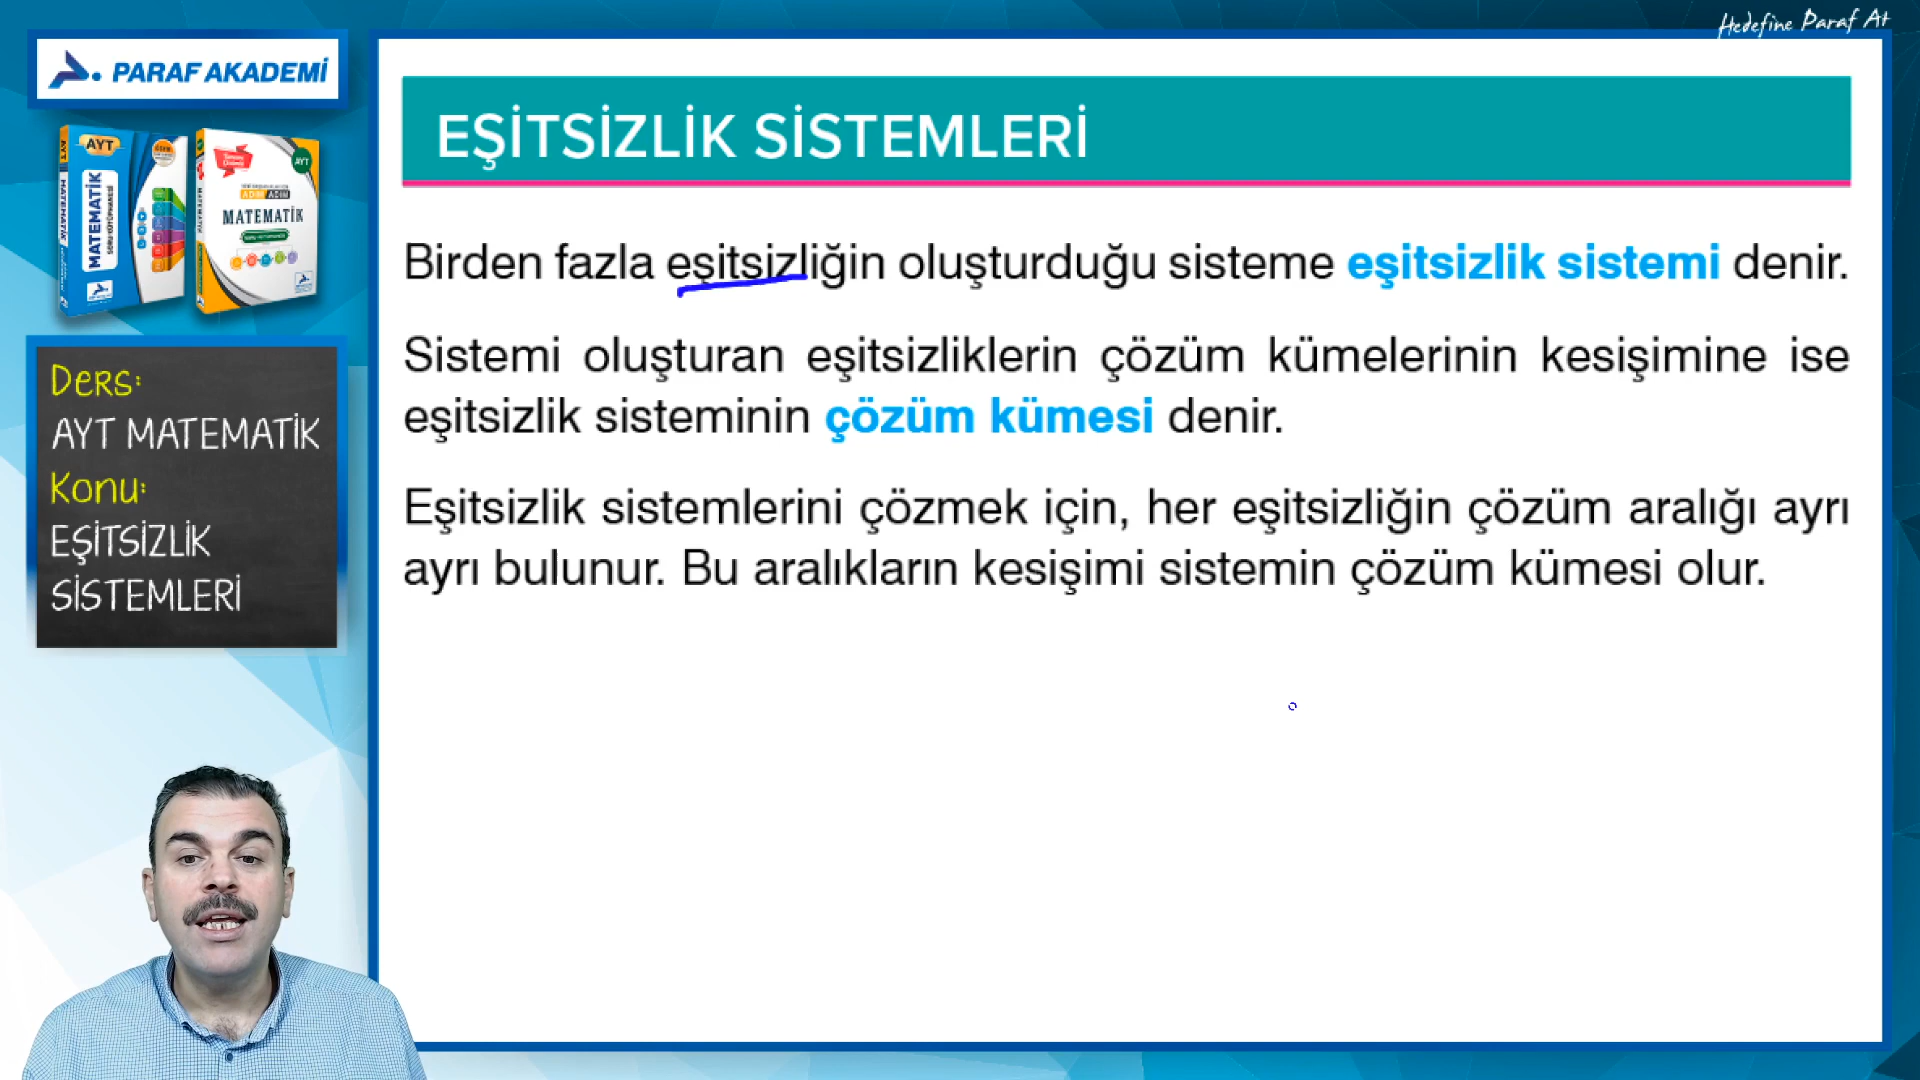 Hedefine Paraf At
PARAF AKADEMİ
AYT
MATEMATİK
AYT
ADIM ADIM
MATEMATİK
Ders:
AYT MATEMATİK
Konu:
EŞİTSİZLİK
SİSTEMLERİ
EŞİTSİZLİK SİSTEMLERİ
Birden fazla eşitsizliğin oluşturduğu sisteme eşitsizlik sistemi denir.
Sistemi oluşturan eşitsizliklerin çözüm kümelerinin kesişimine ise
eşitsizlik sisteminin çözüm kümesi denir.
Eşitsizlik sistemlerini çözmek için, her eşitsizliğin çözüm aralığı ayrı
ayrı bulunur. Bu aralıkların kesişimi sistemin çözüm kümesi olur.